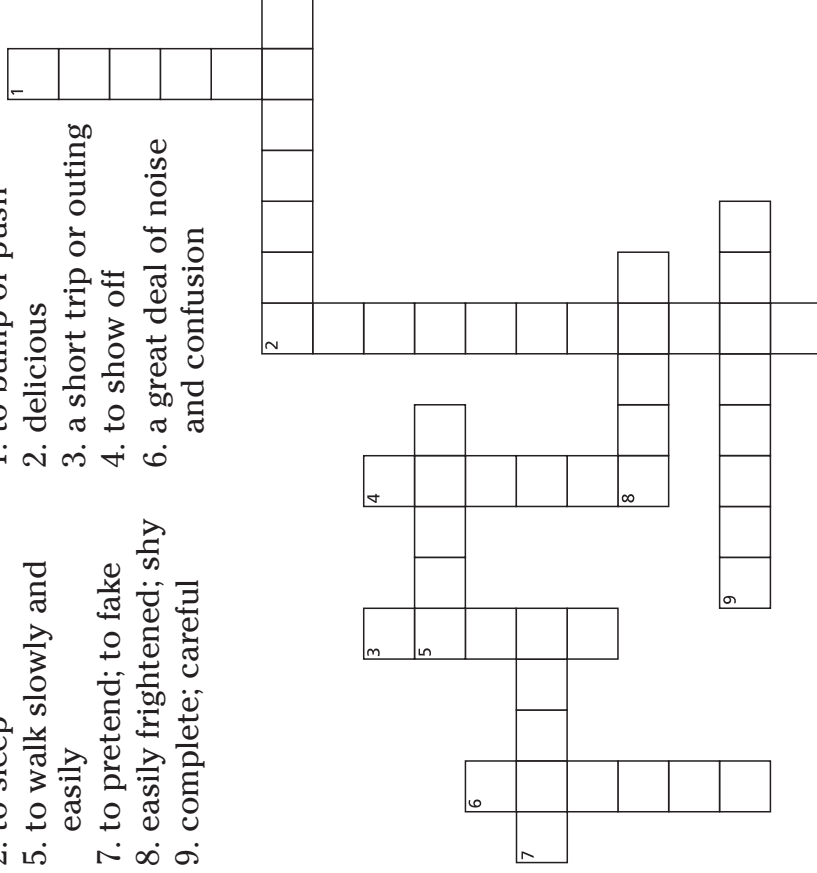 2. to sleep
5. to walk slowly and
easily
7. to pretend; to fake
8. easily frightened; shy
9. complete; careful
1. to bump or push
2. delicious
3. a short trip or outing
4. to show off
6. a great deal of noise
and confusion
1
2
3
4
5
6
7
8
9